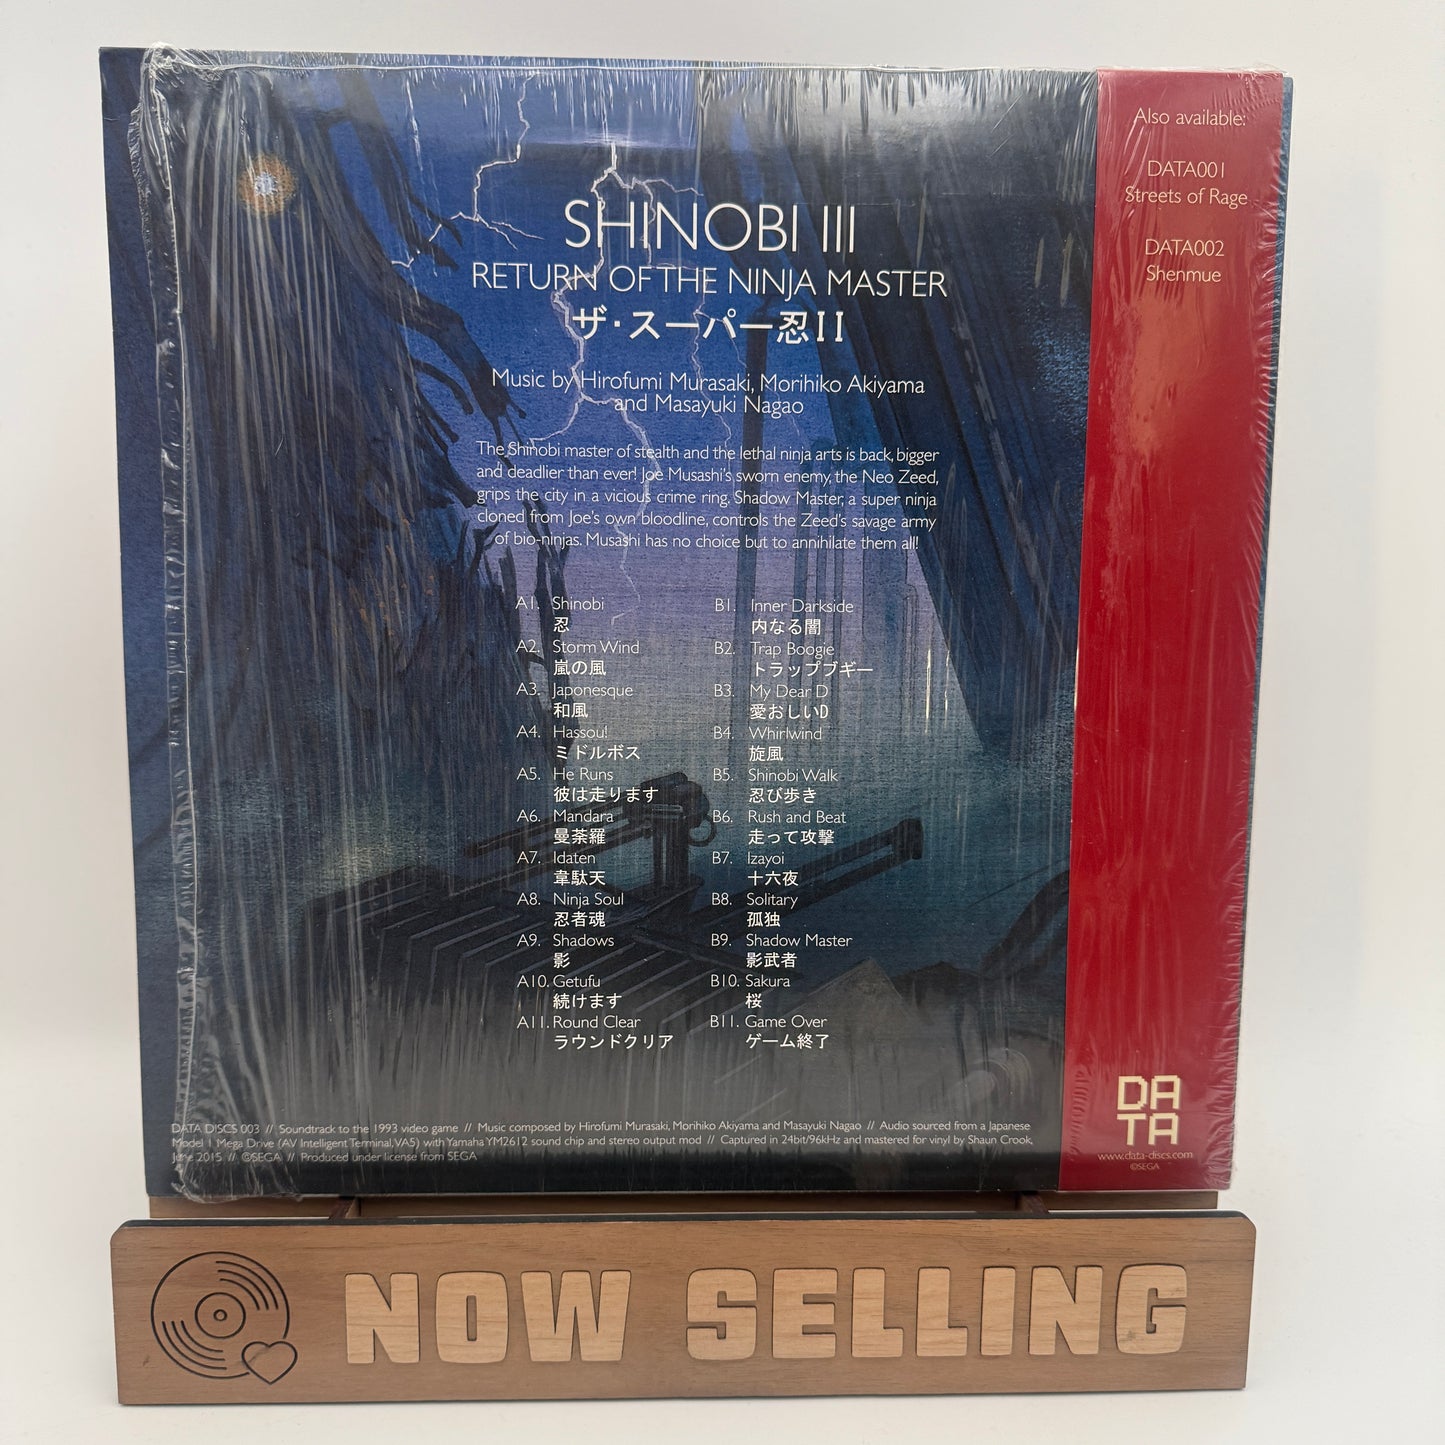 SHINOBI III
RETURN OF THE NINJA MASTER
ザ・スーパー忍II
Music by Hirofumi Murasaki, Morihiko Akiyama
and Masayuki Nagao
The Shinobi master of stealth and the lethal ninja arts is back, bigger
and deadlier than ever! Joe Musashi's sworn enemy, the Neo Zeed,
grips the city in a vicious crime ring. Shadow Master, a super ninja
cloned from Joe's own bloodline, controls the Zeed's savage army
of bio-ninjas. Musashi has no choice but to annihilate them all!
A1. Shinobi
忍
A2. Storm Wind
嵐の風
A3. Japonesque
和風
A4. Hassou!
ミドルボス
A5. He Runs
彼は走ります
A6. Mandara
曼荼羅
A7. Idaten
韋駄天
A8. Ninja Soul
忍者魂
A9. Shadows
影
A10. Getufu
続けます
A11. Round Clear
ラウンドクリア
B1. Inner Darkside
内なる闇
B2. Trap Boogie
トラップブギー
B3. My Dear D
愛おしいD
B4. Whirlwind
旋風
B5. Shinobi Walk
忍び歩き
B6. Rush and Beat
走って攻撃
B7. Izayoi
十六夜
B8. Solitary
孤独
B9. Shadow Master
影武者
B10. Sakura
桜
B11. Game Over
ゲーム終了
DATA DISCS 003 // Soundtrack to the 1993 video game // Music composed by Hirofumi Murasaki, Morihiko Akiyama and Masayuki Nagao // Audio sourced from a Japanese
Model 1 Mega Drive (AV Intelligent Terminal, VA5) with Yamaha YM2612 sound chip and stereo output mod // Captured in 24bit/96kHz and mastered for vinyl by Shaun Crook,
June 2015 // ©SEGA // Produced under license from SEGA
Also available:
DATA001
Streets of Rage
DATA002
Shenmue
DA
TA
www.data-discs.com
©SEGA
NOW SELLING